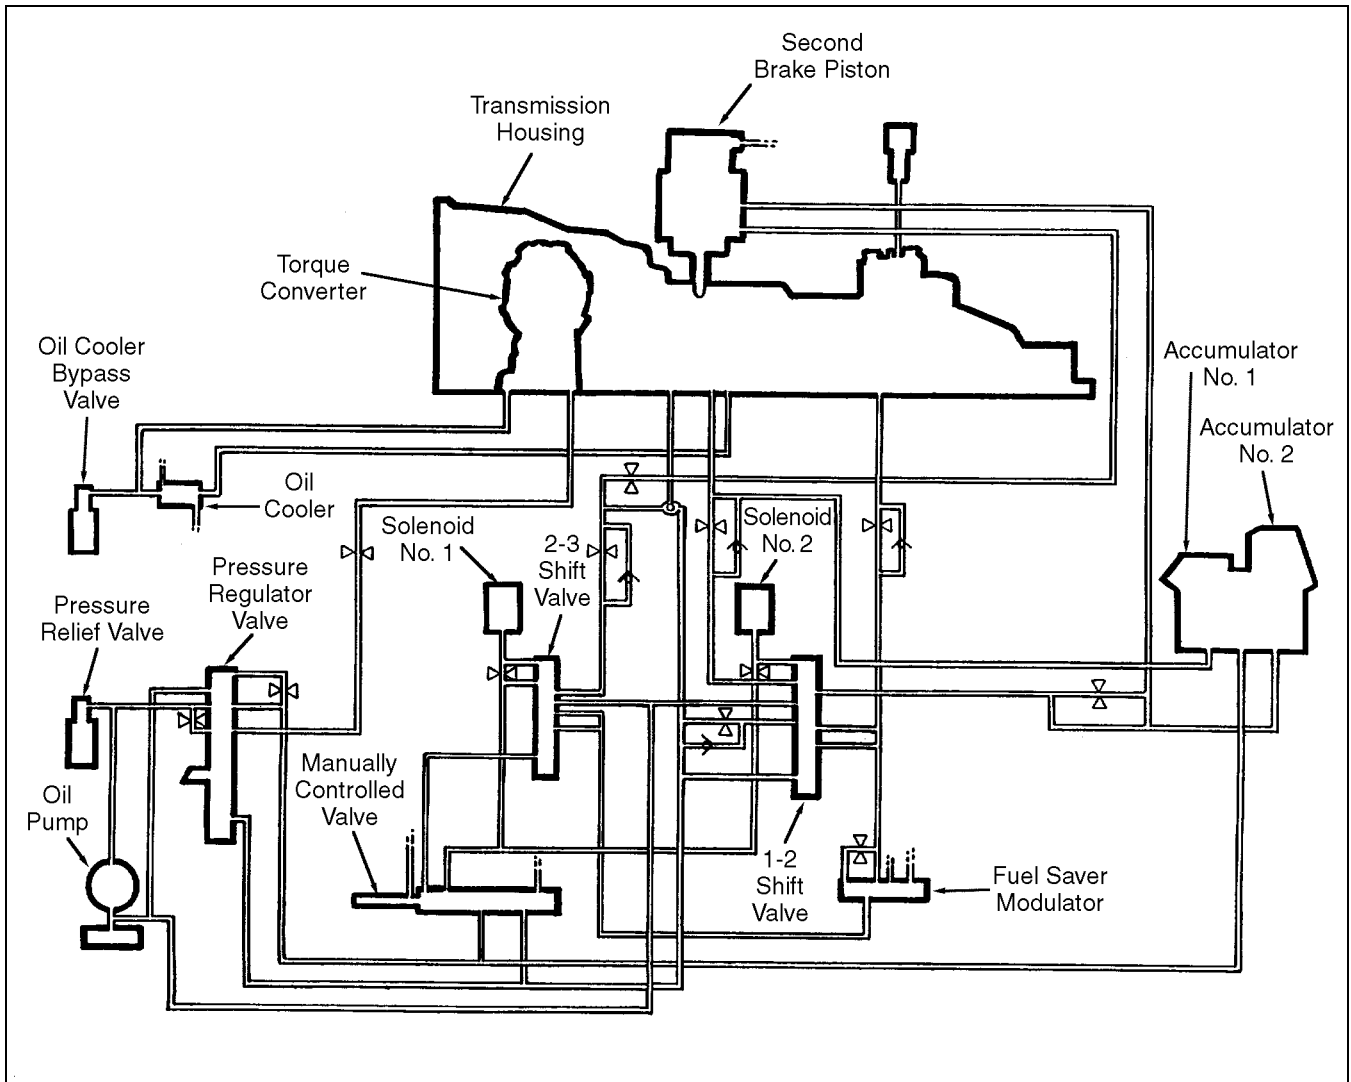 Second
Brake Piston
Transmission
Housing
Torque
Converter
Oil Cooler
Bypass
Valve
Accumulator
No. 1
Accumulator
No. 2
Oil
Cooler
Solenoid
No. 1
2-3
Shift
Valve
Solenoid
No. 2
Pressure
Regulator
Valve
Pressure
Relief Valve
Manually
Controlled
Valve
Oil
Pump
1-2
Shift
Valve
Fuel Saver
Modulator